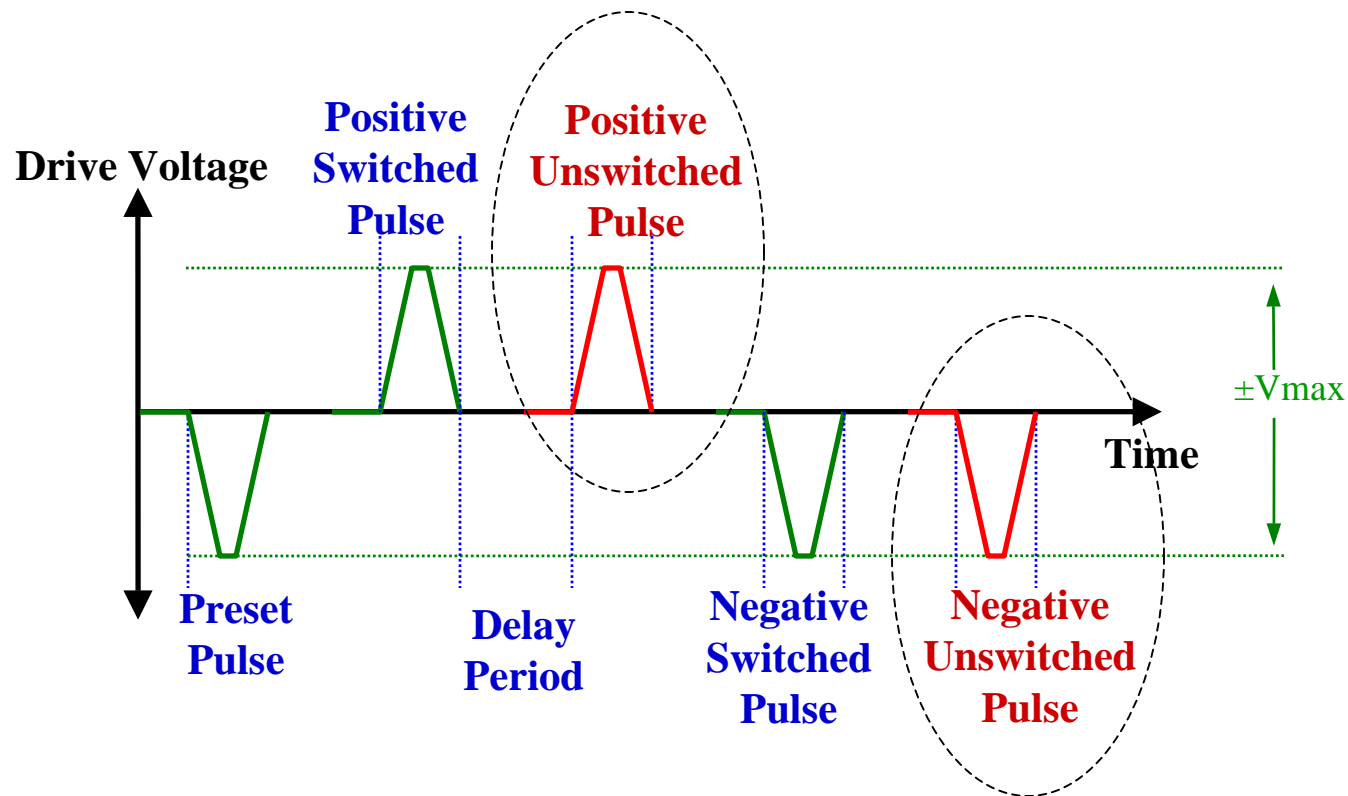 Drive Voltage
Positive
Switched
Pulse
Positive
Unswitched
Pulse
±Vmax
Time
Preset
Pulse
Delay
Period
Negative
Switched
Pulse
Negative
Unswitched
Pulse